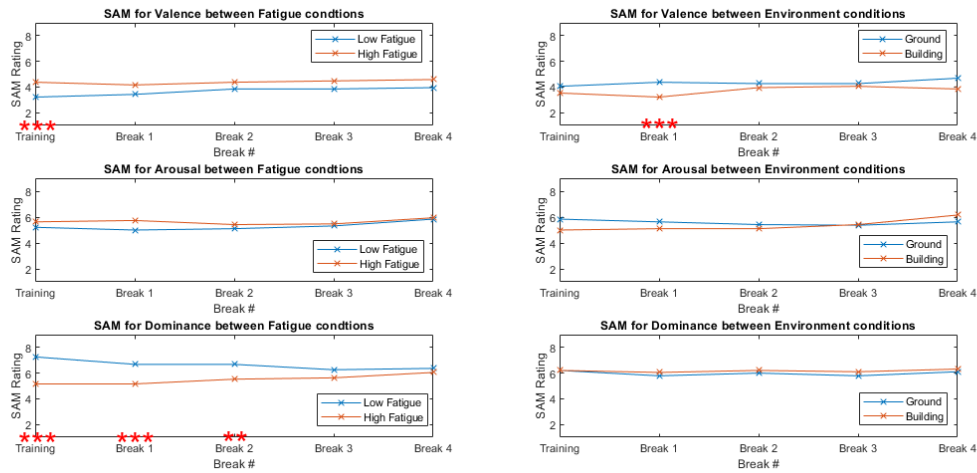 SAM for Valence between Fatigue condtions
SAM Rating
8
6
4
2
Low Fatigue
High Fatigue
***
Training Break 1 Break 2 Break 3 Break 4
Break #
SAM for Valence between Environment conditions
SAM Rating
8
6
4
2
Ground
Building
***
Training Break 1 Break 2 Break 3 Break 4
Break #
SAM for Arousal between Fatigue condtions
SAM Rating
8
6
4
2
Low Fatigue
High Fatigue
Training Break 1 Break 2 Break 3 Break 4
Break #
SAM for Arousal between Environment conditions
SAM Rating
8
6
4
2
Ground
Building
Training Break 1 Break 2 Break 3 Break 4
Break #
SAM for Dominance between Fatigue condtions
SAM Rating
8
6
4
2
Low Fatigue
High Fatigue
*** *** **
Training Break 1 Break 2 Break 3 Break 4
Break #
SAM for Dominance between Environment conditions
SAM Rating
8
6
4
2
Ground
Building
Training Break 1 Break 2 Break 3 Break 4
Break #